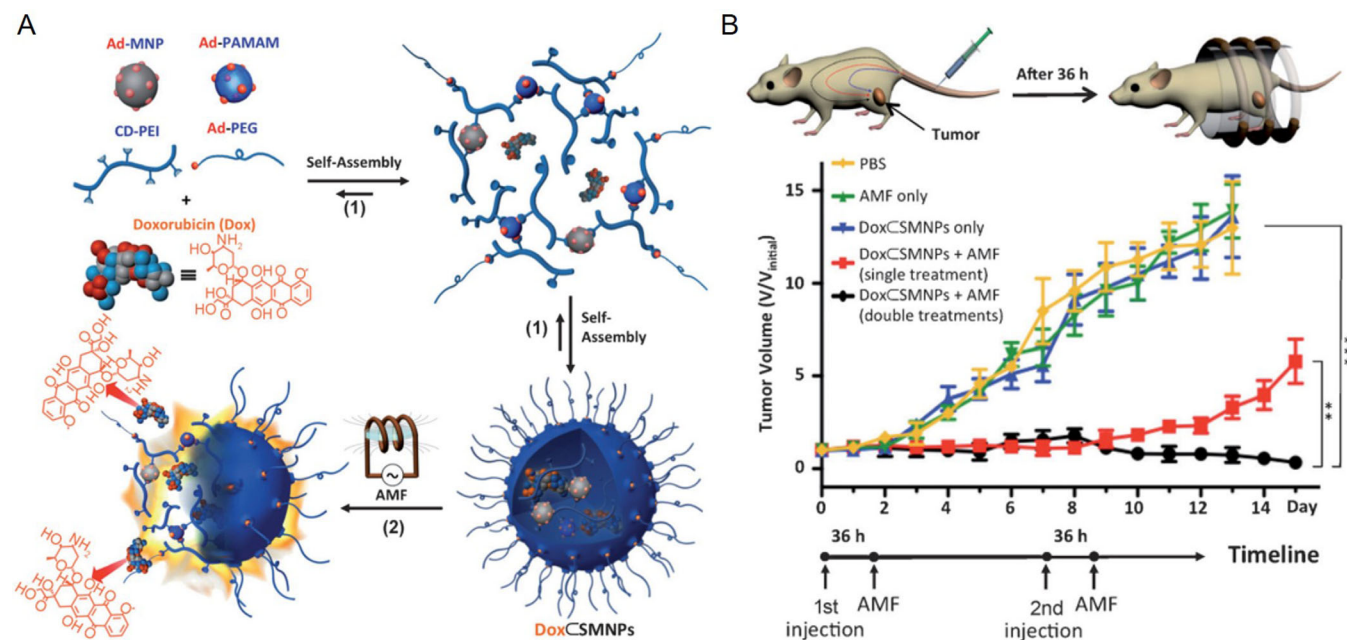 A
Ad-MNP
Ad-PAMAM
CD-PEI
Ad-PEG
+
Doxorubicin (Dox)
Self-Assembly
(1)
(1)
Self-
Assembly
AMF
(2)
Dox⊂SMNPs
B
After 36 h
Tumor
PBS
AMF only
Dox⊂SMNPs only
Dox⊂SMNPs + AMF
(single treatment)
Dox⊂SMNPs + AMF
(double treatments)
Tumor Volume (V/Vinitial)
15
10
5
0
0 2 4 6 8 10 12 14 Day
**
***
36 h
36 h
Timeline
1st
injection
AMF
2nd
injection
AMF